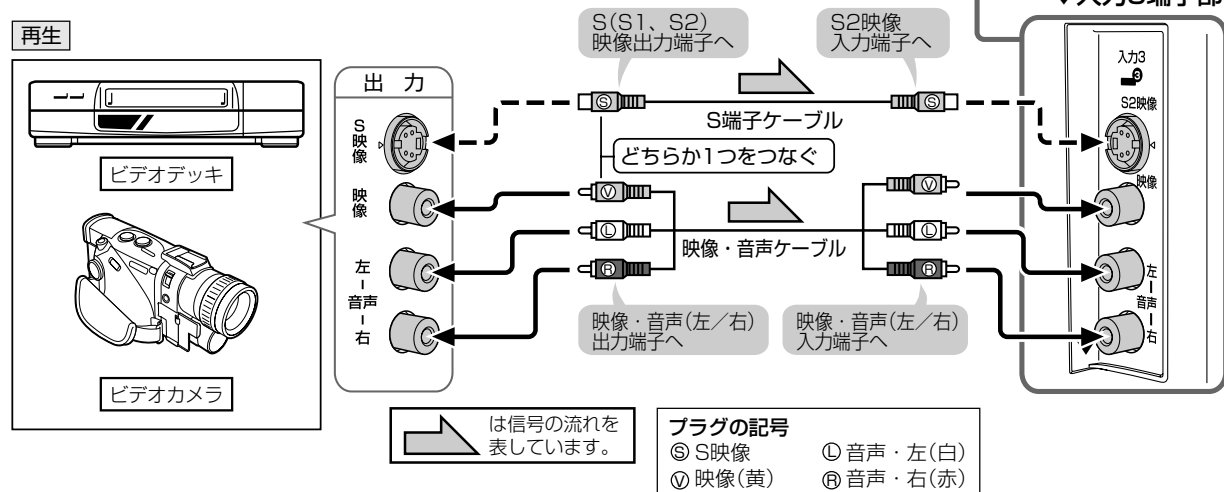 入力3端子部
再生
ビデオデッキ
ビデオカメラ
出 力
S映像
映像
左-音声-右
S(S1、S2)
映像出力端子へ
S2映像
入力端子へ
Ⓢ
Ⓢ
S端子ケーブル
どちらか1つをつなぐ
Ⓥ
Ⓥ
Ⓛ
Ⓛ
映像・音声ケーブル
Ⓡ
Ⓡ
映像・音声(左/右)
出力端子へ
映像・音声(左/右)
入力端子へ
入力3
3
S2映像
映像
左-音声-右
は信号の流れを
表しています。
プラグの記号
Ⓢ S映像 Ⓛ 音声・左(白)
Ⓥ 映像(黄) Ⓡ 音声・右(赤)